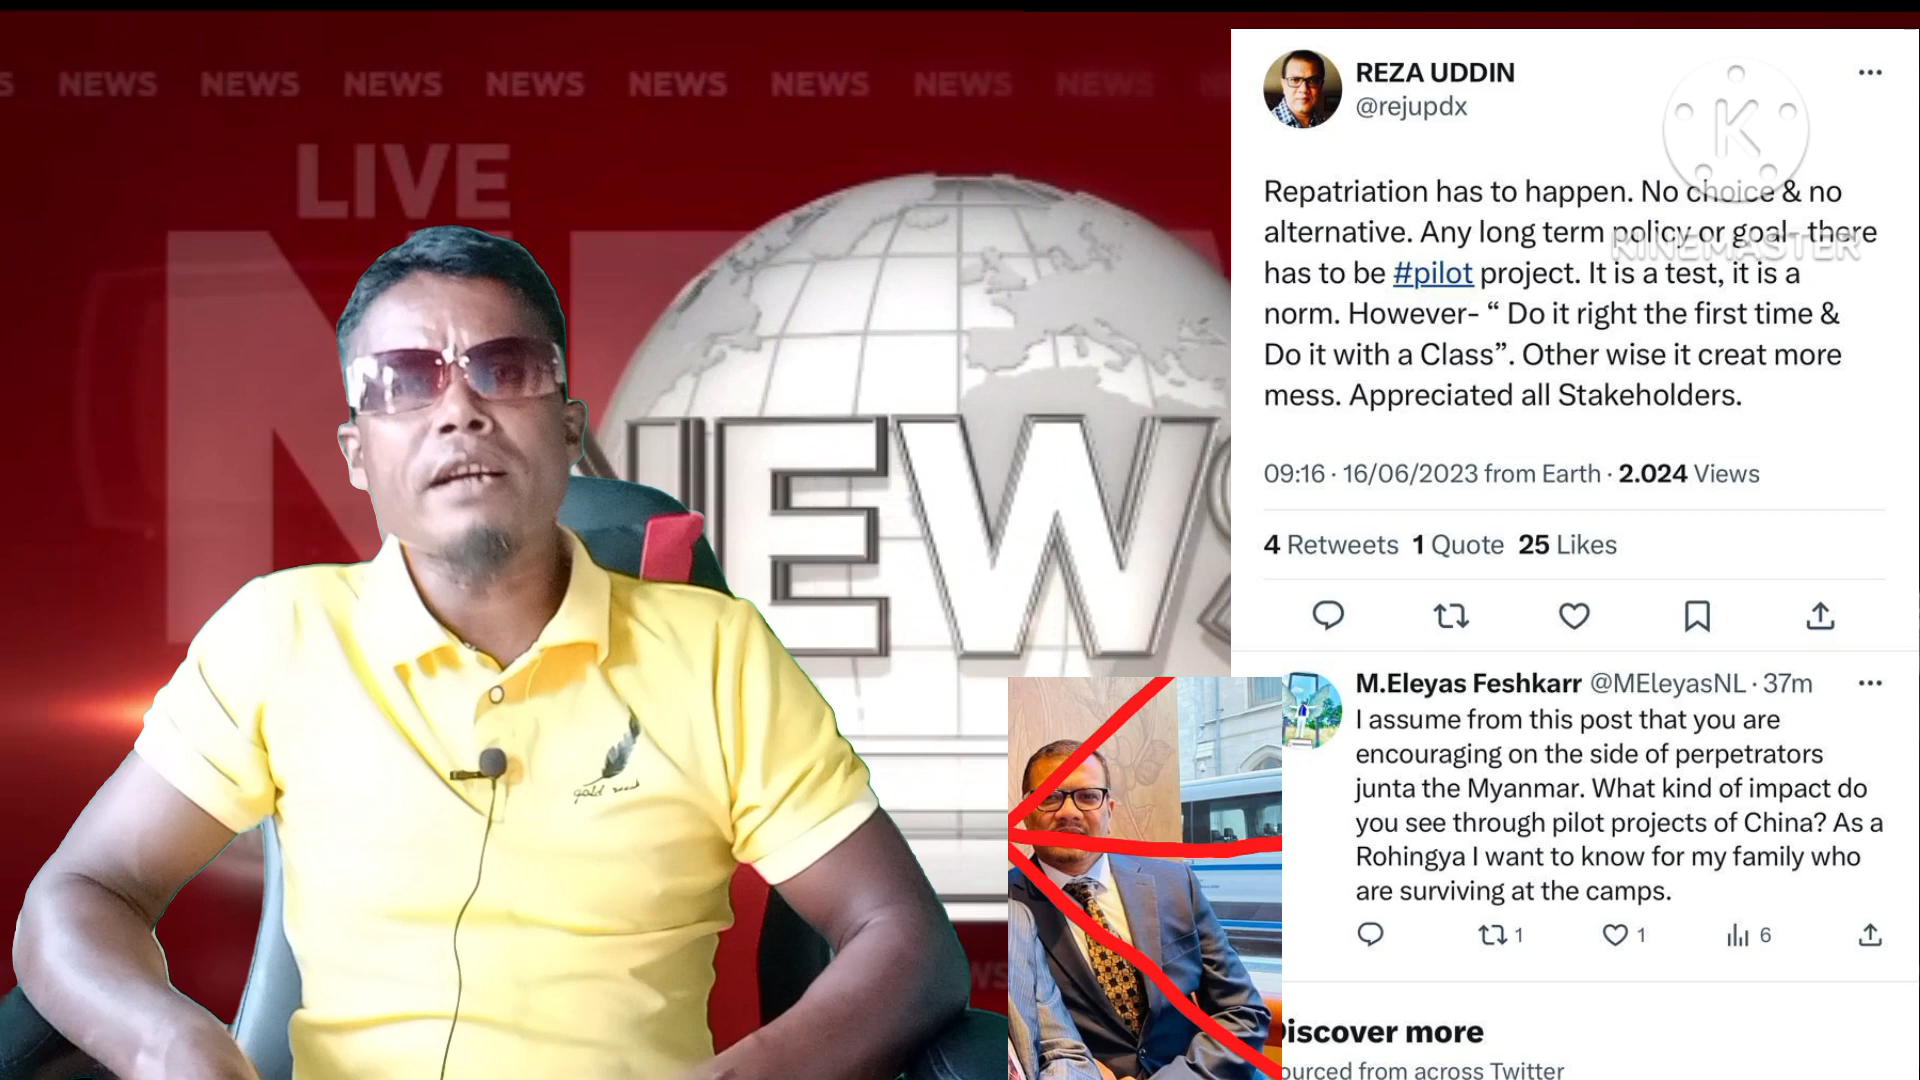 NEWS NEWS NEWS NEWS NEWS NEWS NEWS NEWS
LIVE
NEWS
gold
REZA UDDIN
@rejupdx
Repatriation has to happen. No choice & no
alternative. Any long term policy or goal- there
has to be #pilot project. It is a test, it is a
norm. However- “ Do it right the first time &
Do it with a Class”. Other wise it creat more
mess. Appreciated all Stakeholders.
K
KINEMASTER
09:16 · 16/06/2023 from Earth · 2.024 Views
4 Retweets 1 Quote 25 Likes
M.Eleyas Feshkarr @MEleyasNL · 37m
I assume from this post that you are
encouraging on the side of perpetrators
junta the Myanmar. What kind of impact do
you see through pilot projects of China? As a
Rohingya I want to know for my family who
are surviving at the camps.
1 1 6
Discover more
ourced from across Twitter